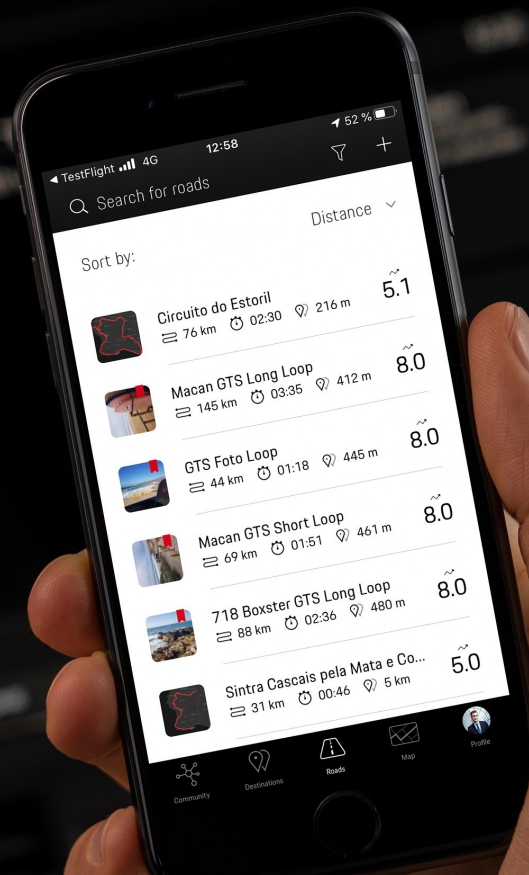 TestFlight 4G 12:58 52 %
Search for roads
Sort by: Distance
Circuito do Estoril
76 km 02:30 216 m 5.1
Macan GTS Long Loop
145 km 03:35 412 m 8.0
GTS Foto Loop
44 km 01:18 445 m 8.0
Macan GTS Short Loop
69 km 01:51 461 m 8.0
718 Boxster GTS Long Loop
88 km 02:36 480 m 8.0
Sintra Cascais pela Mata e Co...
31 km 00:46 5 km 5.0
Community Destinations Roads Map Profile